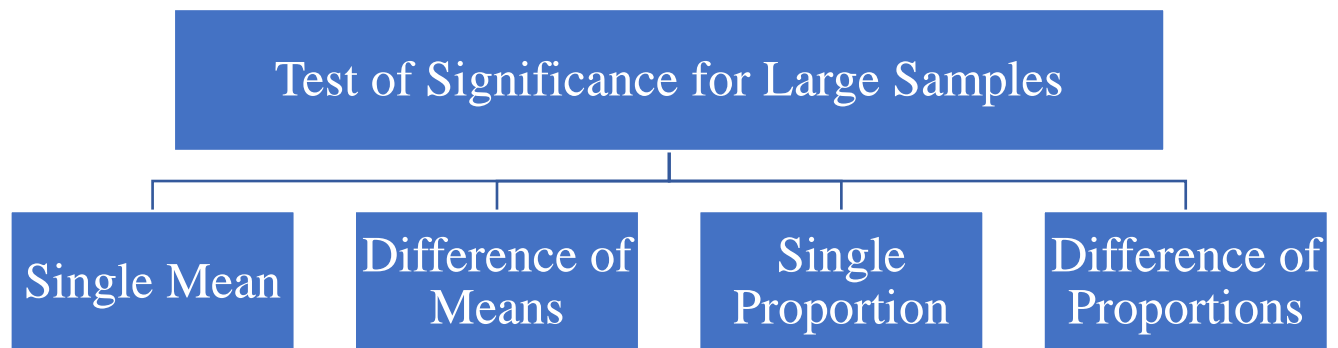 Test of Significance for Large Samples
Single Mean
Difference of
Means
Single
Proportion
Difference of
Proportions